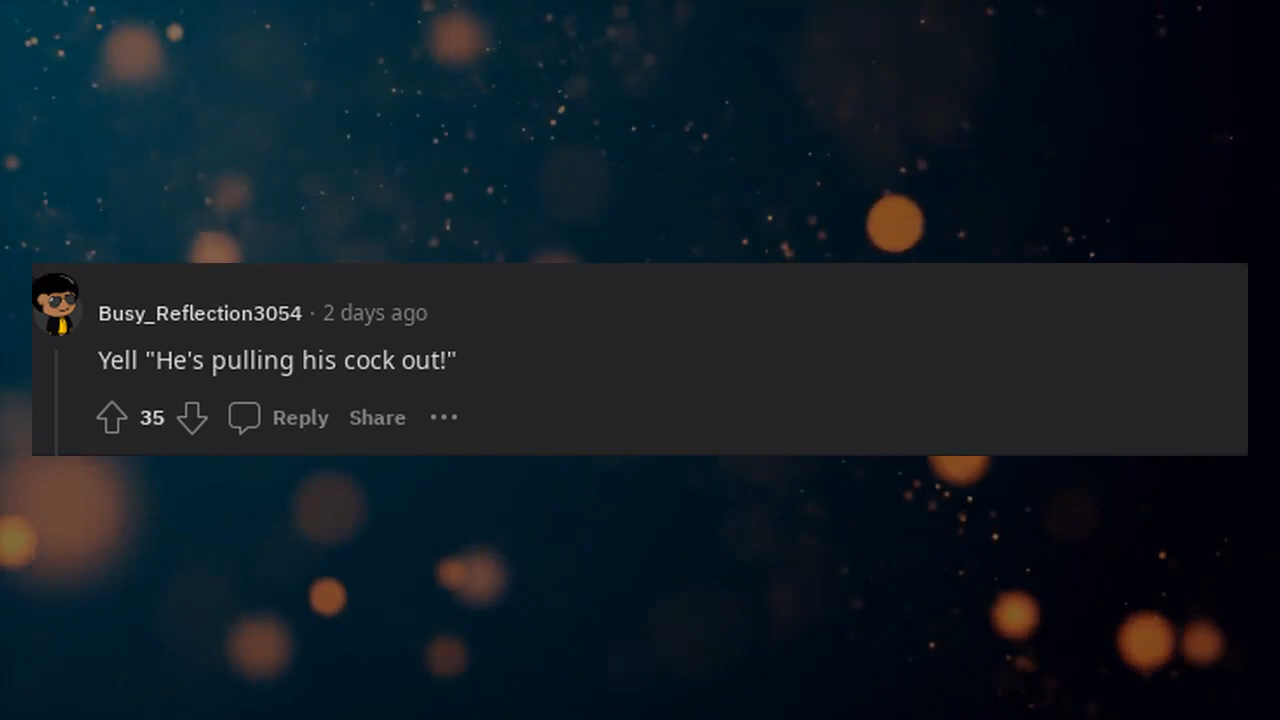 Busy_Reflection3054 · 2 days ago
Yell "He's pulling his cock out!"
35 Reply Share ···